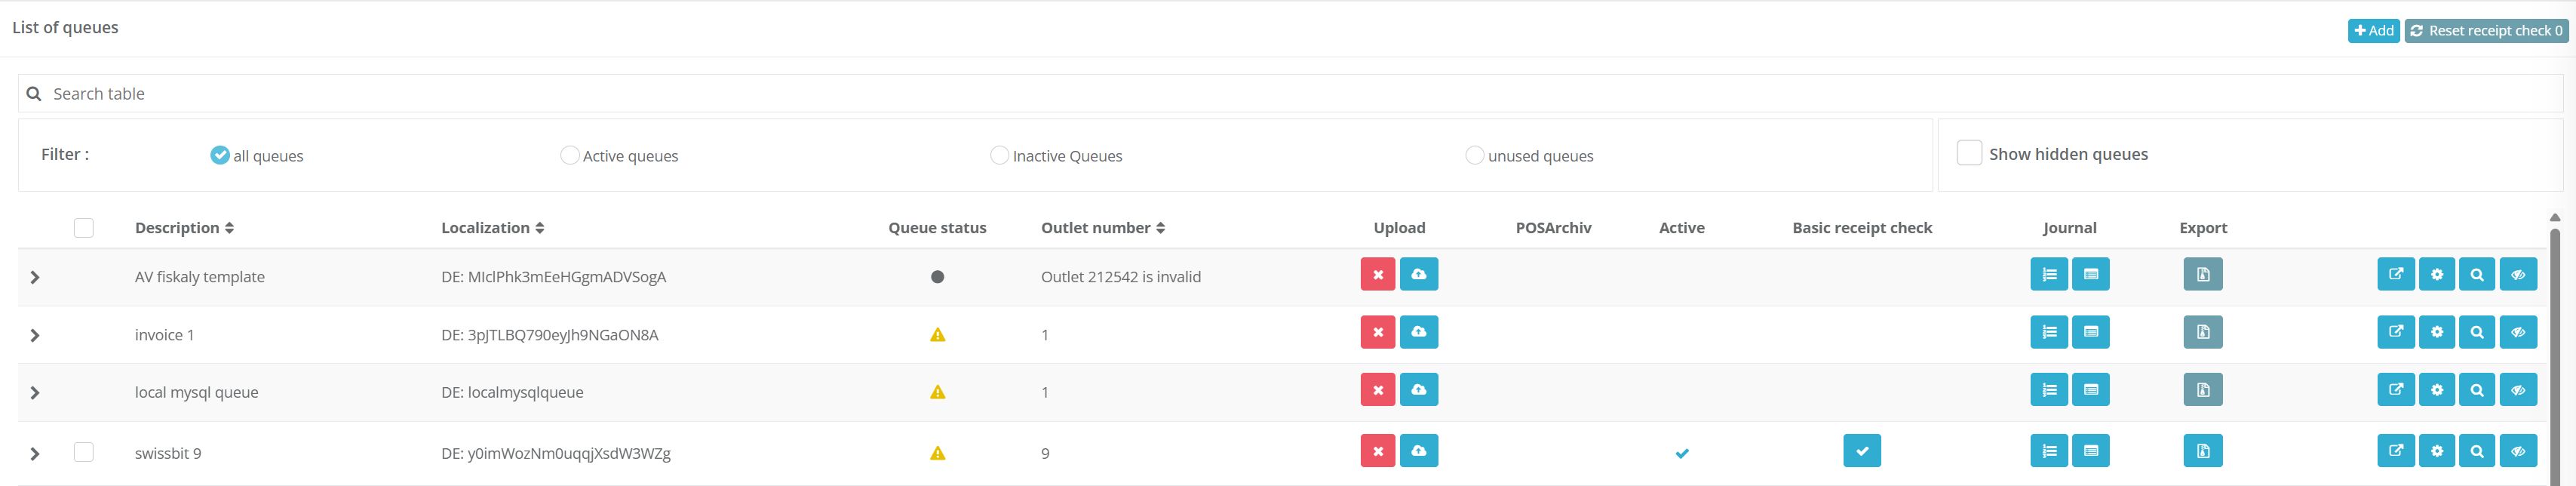 List of queues
Add
Reset receipt check 0
Search table
Filter :
all queues
Active queues
Inactive Queues
unused queues
Show hidden queues
Description Localization Queue status Outlet number Upload POSArchiv Active Basic receipt check Journal Export
AV fiskaly template DE: MIclPhk3mEeHGgmADVSogA Outlet 212542 is invalid
invoice 1 DE: 3pJTLBQ790eyJh9NGaON8A 1
local mysql queue DE: localmysqlqueue 1
swissbit 9 DE: y0imWozNm0uqqjXsdW3WZg 9